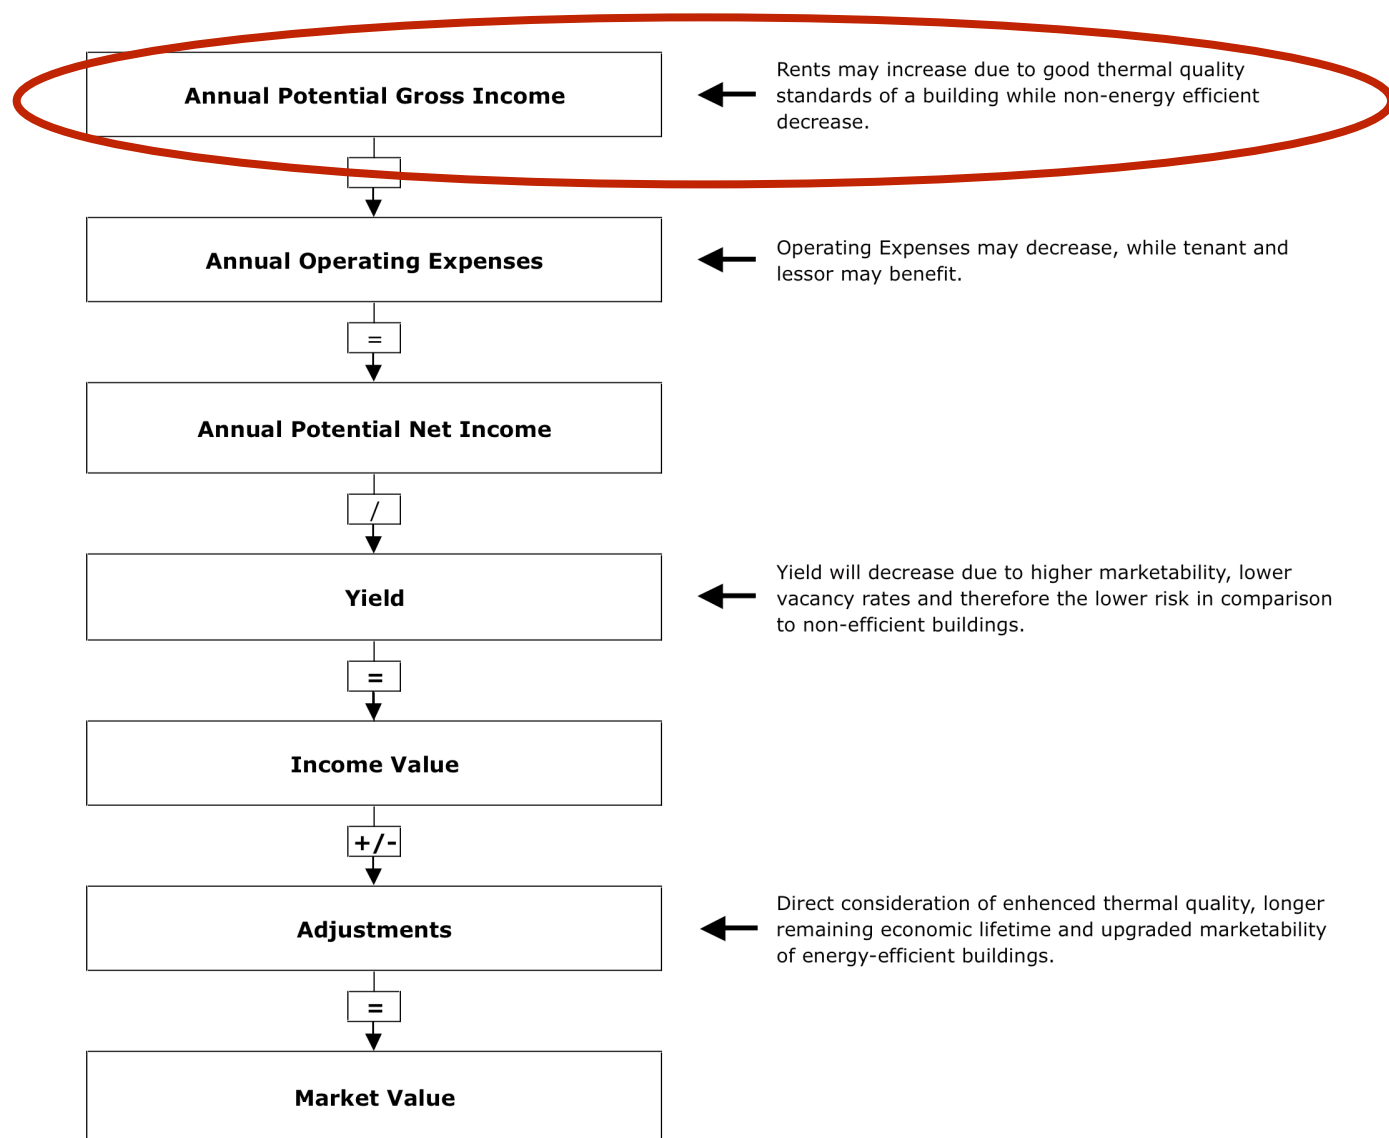 Annual Potential Gross Income
Rents may increase due to good thermal quality
standards of a building while non-energy efficient
decrease.
Annual Operating Expenses
Operating Expenses may decrease, while tenant and
lessor may benefit.
=
Annual Potential Net Income
/
Yield
Yield will decrease due to higher marketability, lower
vacancy rates and therefore the lower risk in comparison
to non-efficient buildings.
=
Income Value
+/-
Adjustments
Direct consideration of enhenced thermal quality, longer
remaining economic lifetime and upgraded marketability
of energy-efficient buildings.
=
Market Value